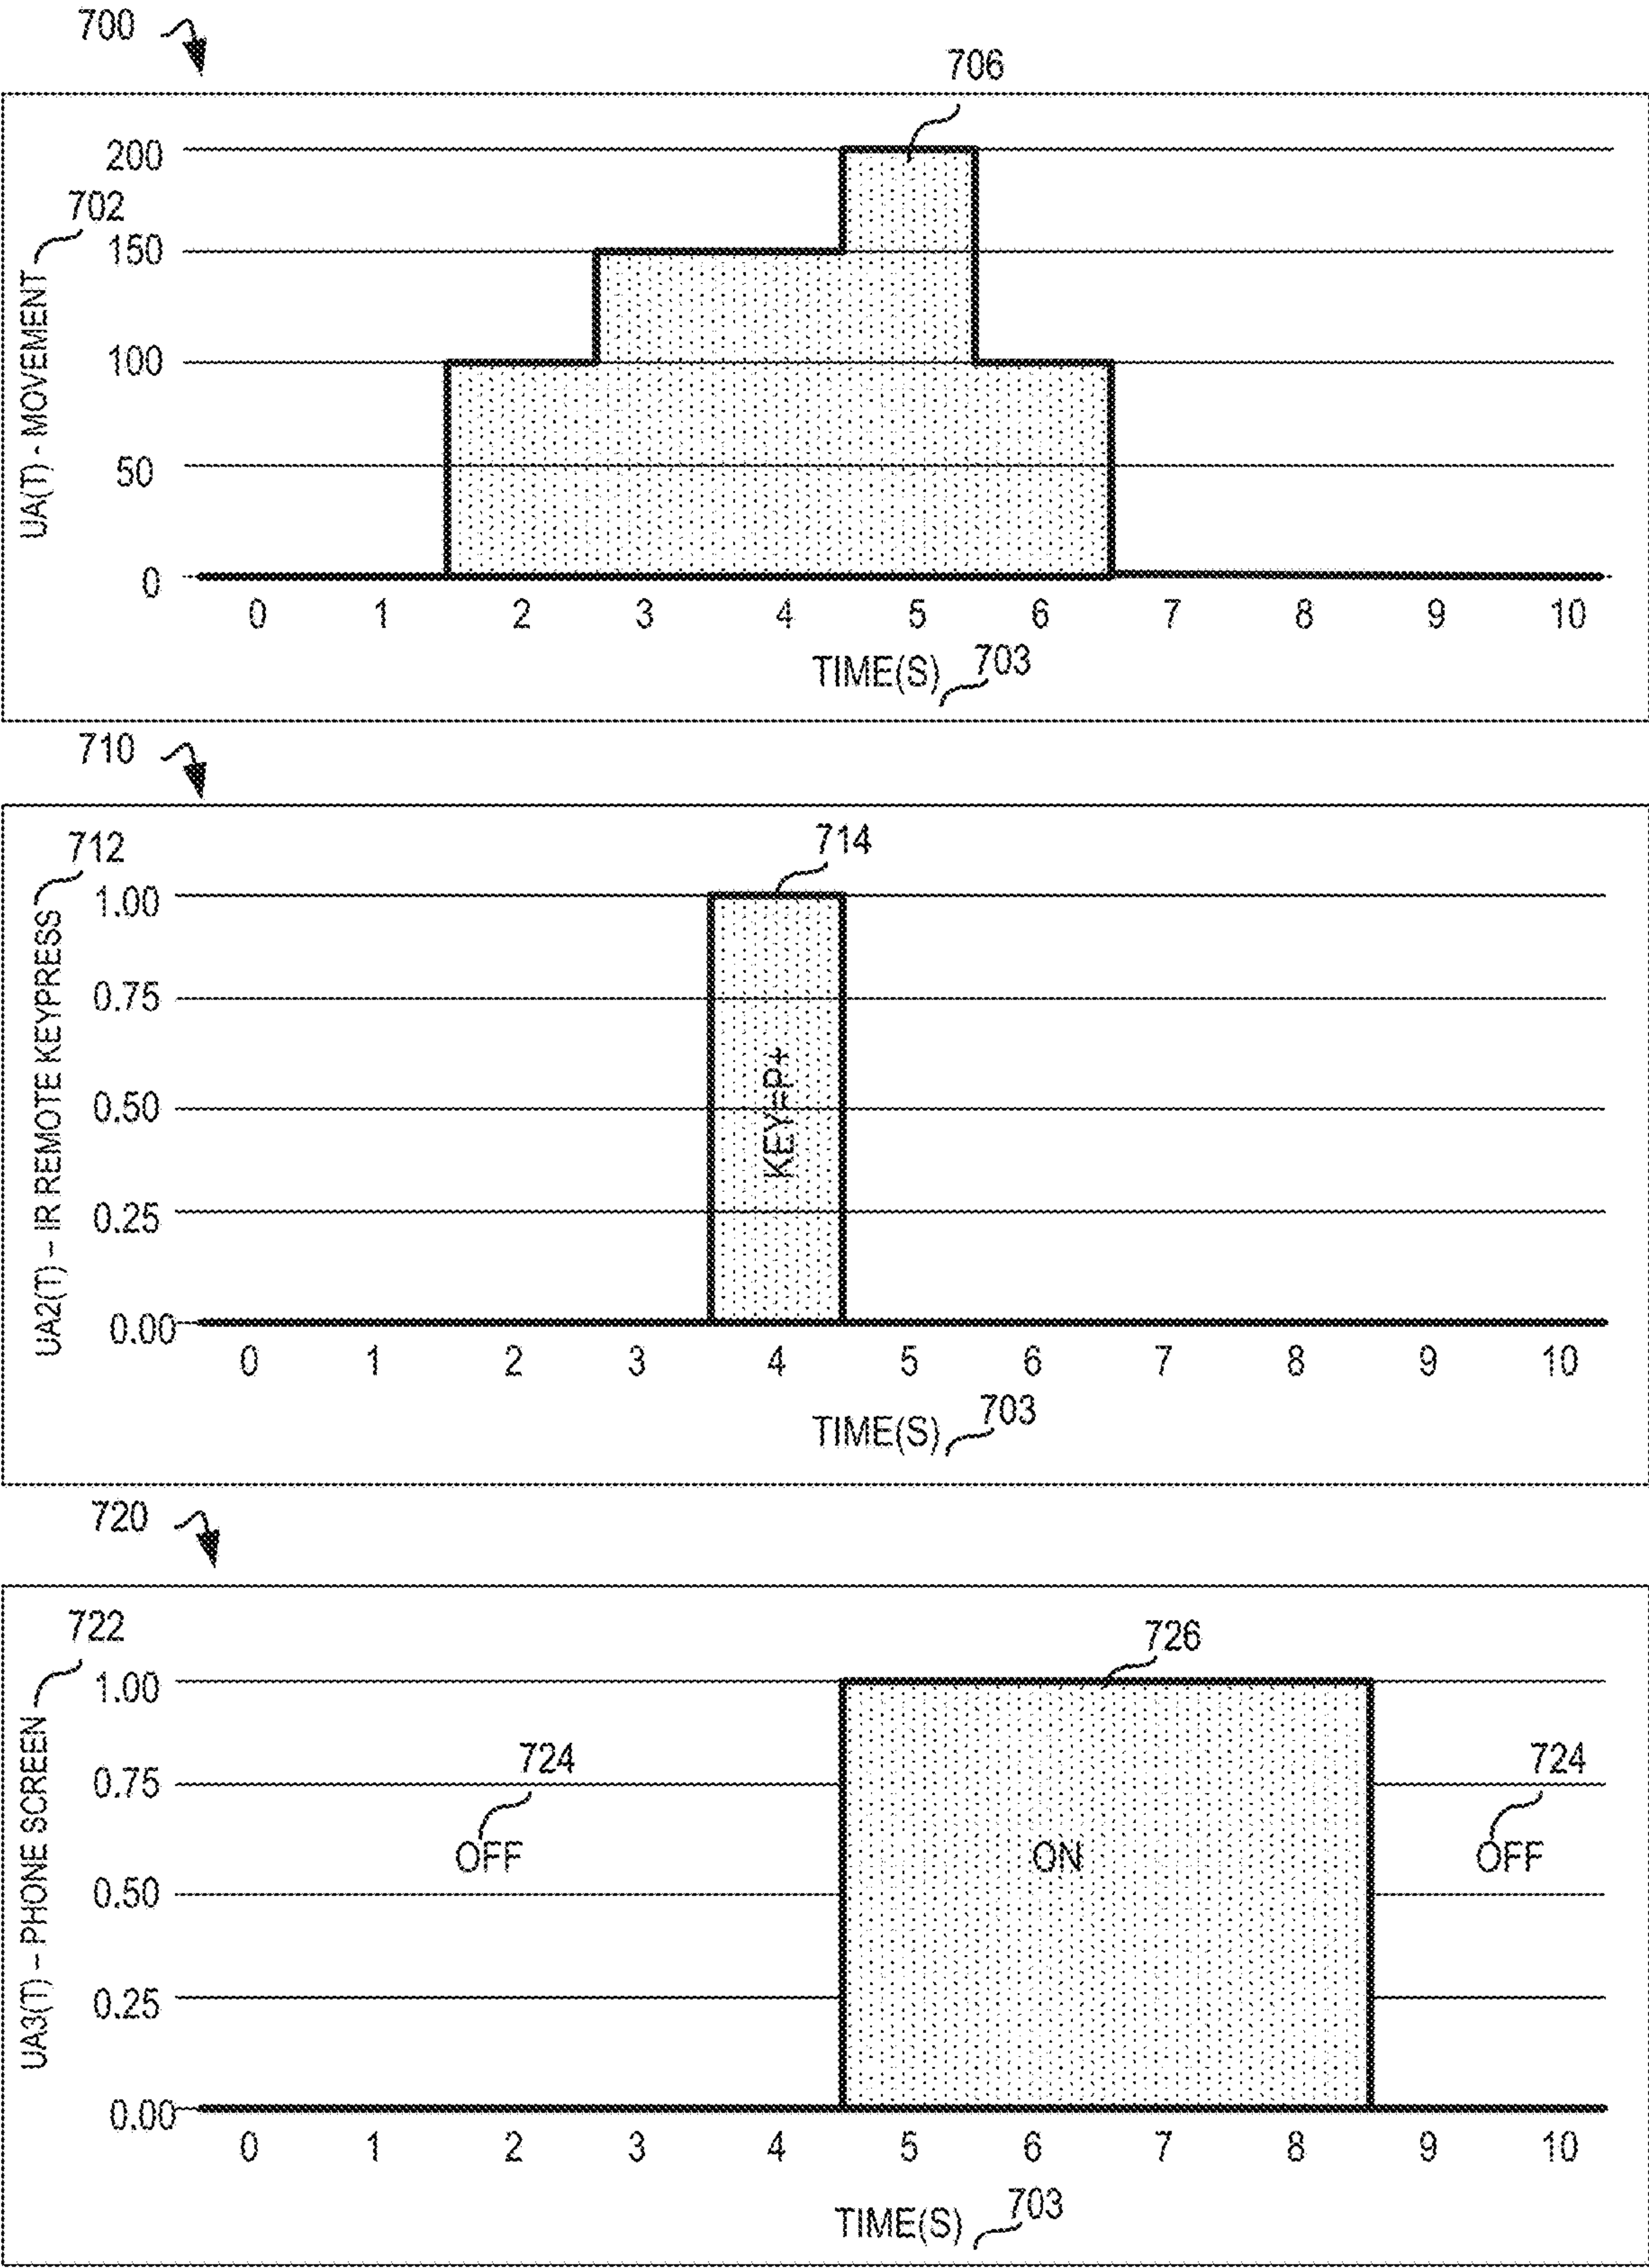 700
706
200
702
150
100
50
0
UA(T) - MOVEMENT
0 1 2 3 4 5 6 7 8 9 10
TIME(S) 703
710
712
714
1.00
0.75
0.50
0.25
0.00
UA2(T) – IR REMOTE KEYPRESS
KEY=P+
0 1 2 3 4 5 6 7 8 9 10
TIME(S) 703
720
722
726
1.00
724 724
0.75
OFF ON OFF
0.50
0.25
0.00
UA3(T) – PHONE SCREEN
0 1 2 3 4 5 6 7 8 9 10
TIME(S) 703